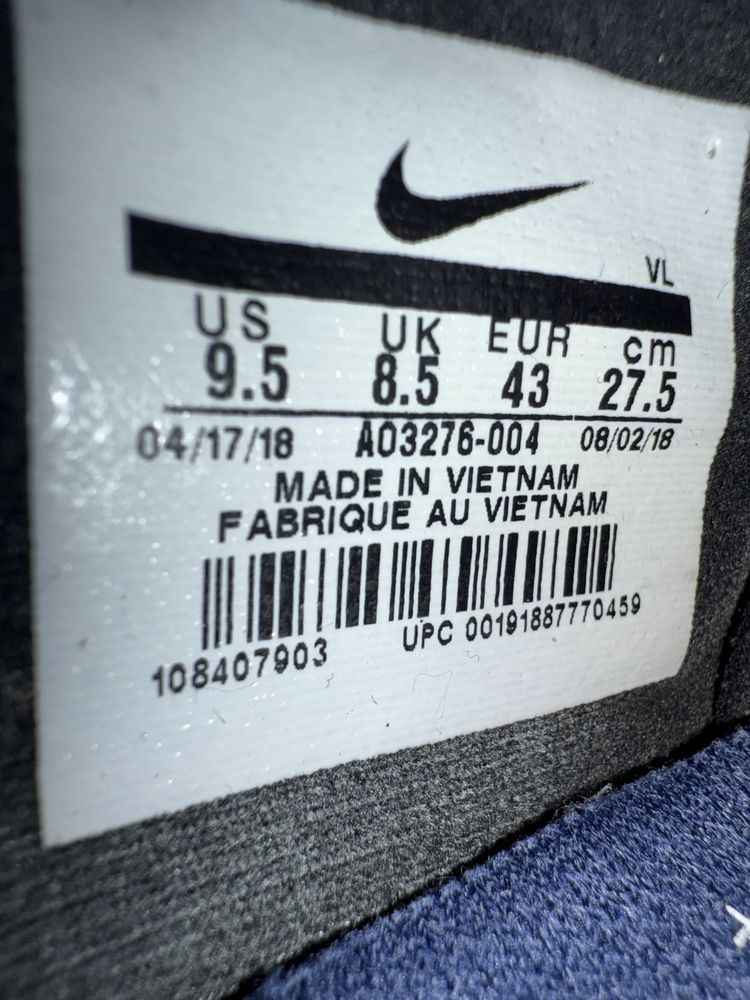 VL
US UK EUR cm
9.5 8.5 43 27.5
04/17/18 AO3276-004 08/02/18
MADE IN VIETNAM
FABRIQUE AU VIETNAM
108407903 UPC 00191887770459